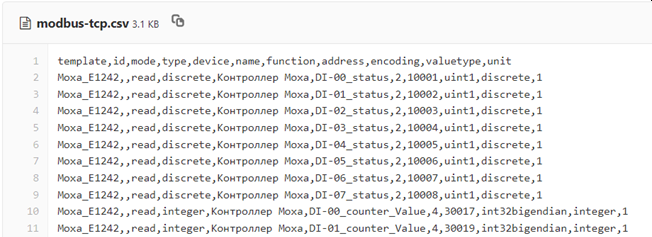 modbus-tcp.csv 3.1 KB
1 template,id,mode,type,device,name,function,address,encoding,valuetype,unit
2 Moxa_E1242,,read,discrete,Контроллер Moxa,DI-00_status,2,10001,uint1,discrete,1
3 Moxa_E1242,,read,discrete,Контроллер Moxa,DI-01_status,2,10002,uint1,discrete,1
4 Moxa_E1242,,read,discrete,Контроллер Moxa,DI-02_status,2,10003,uint1,discrete,1
5 Moxa_E1242,,read,discrete,Контроллер Moxa,DI-03_status,2,10004,uint1,discrete,1
6 Moxa_E1242,,read,discrete,Контроллер Moxa,DI-04_status,2,10005,uint1,discrete,1
7 Moxa_E1242,,read,discrete,Контроллер Moxa,DI-05_status,2,10006,uint1,discrete,1
8 Moxa_E1242,,read,discrete,Контроллер Moxa,DI-06_status,2,10007,uint1,discrete,1
9 Moxa_E1242,,read,discrete,Контроллер Moxa,DI-07_status,2,10008,uint1,discrete,1
10 Moxa_E1242,,read,integer,Контроллер Moxa,DI-00_counter_Value,4,30017,int32bigendian,integer,1
11 Moxa_E1242,,read,integer,Контроллер Moxa,DI-01_counter_Value,4,30019,int32bigendian,integer,1